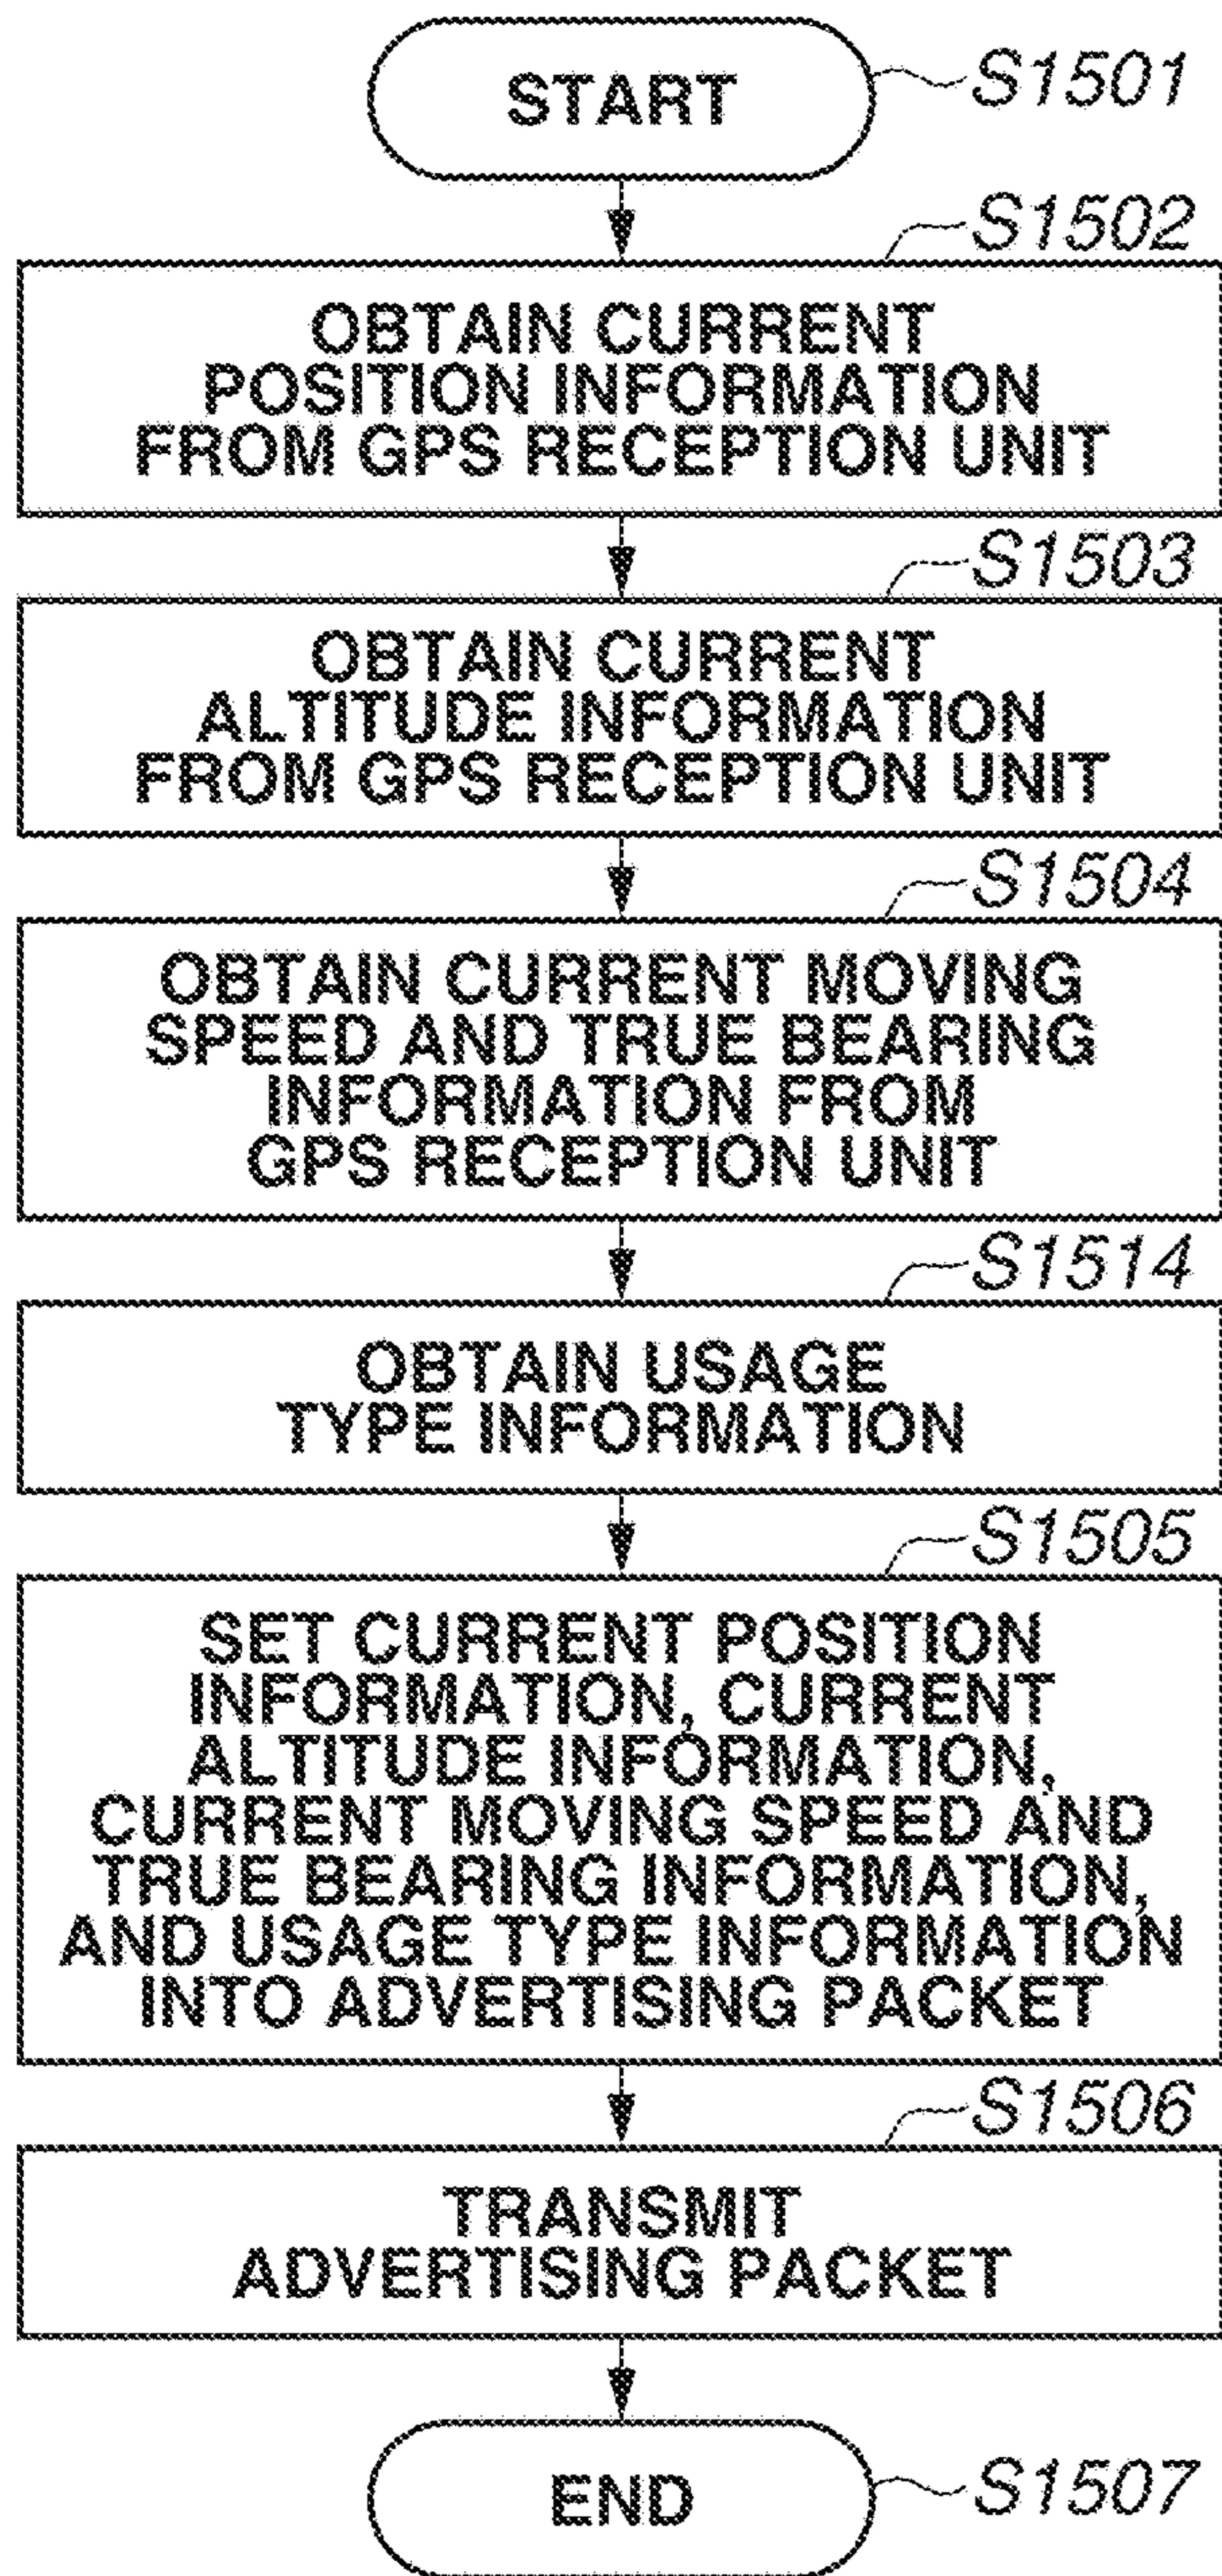 START
S1501
S1502
OBTAIN CURRENT
POSITION INFORMATION
FROM GPS RECEPTION UNIT
S1503
OBTAIN CURRENT
ALTITUDE INFORMATION
FROM GPS RECEPTION UNIT
S1504
OBTAIN CURRENT MOVING
SPEED AND TRUE BEARING
INFORMATION FROM
GPS RECEPTION UNIT
S1514
OBTAIN USAGE
TYPE INFORMATION
S1505
SET CURRENT POSITION
INFORMATION, CURRENT
ALTITUDE INFORMATION,
CURRENT MOVING SPEED AND
TRUE BEARING INFORMATION,
AND USAGE TYPE INFORMATION
INTO ADVERTISING PACKET
S1506
TRANSMIT
ADVERTISING PACKET
END
S1507